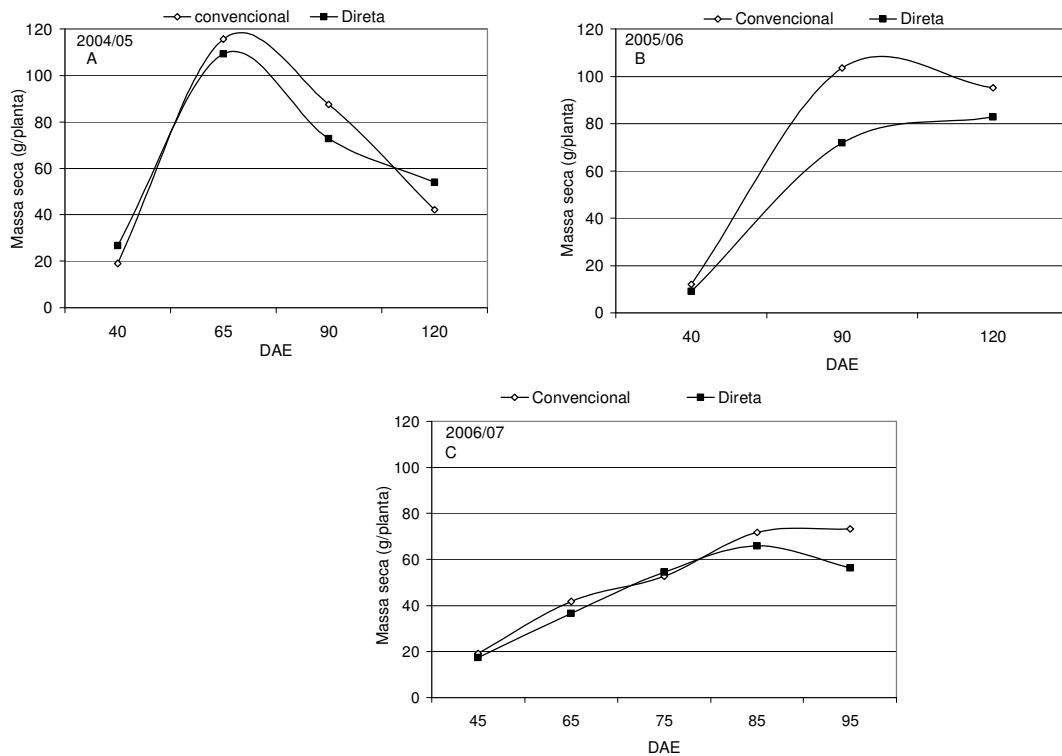 convencional Direta
2004/05
A
Massa seca (g/planta)
120
100
80
60
40
20
0
40 65 90 120
DAE
Convencional Direta
2005/06
B
Massa seca (g/planta)
120
100
80
60
40
20
0
40 90 120
DAE
Convencional Direta
2006/07
C
Massa seca (g/planta)
120
100
80
60
40
20
0
45 65 75 85 95
DAE